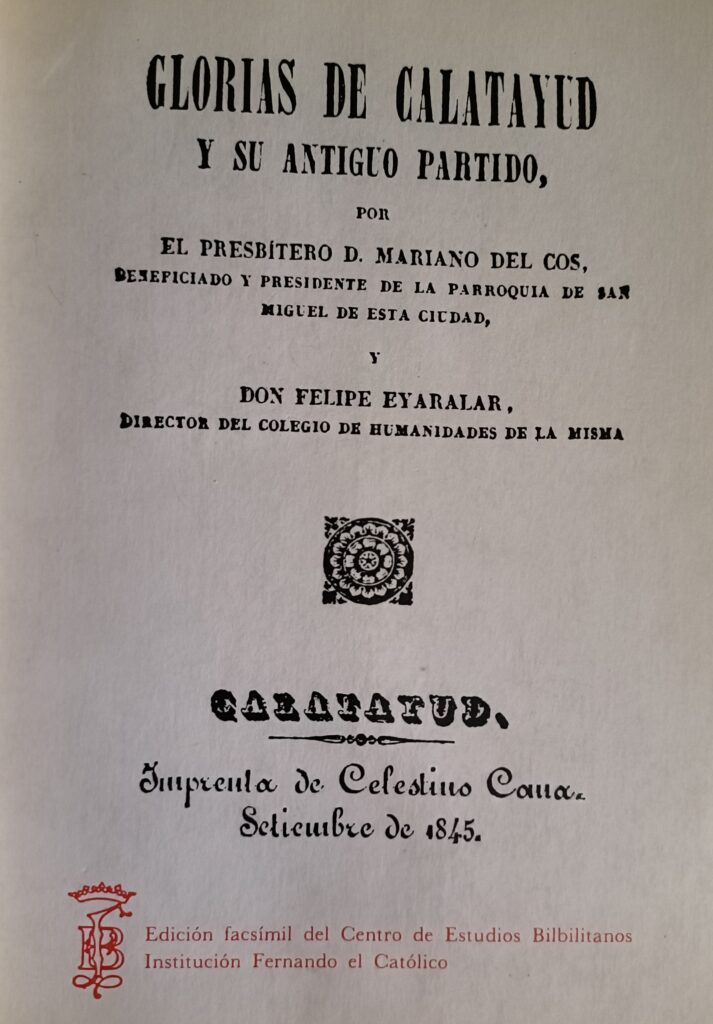 GLORIAS DE CALATAYUD
Y SU ANTIGUO PARTIDO,
POR
EL PRESBÍTERO D. MARIANO DEL COS,
BENEFICIADO Y PRESIDENTE DE LA PARROQUIA DE SAN
MIGUEL DE ESTA CIUDAD,
Y
DON FELIPE EYARALAR,
DIRECTOR DEL COLEGIO DE HUMANIDADES DE LA MISMA
CALATAYUD.
Imprenta de Celestino Coma.
Setiembre de 1845.
Edición facsímil del Centro de Estudios Bilbilitanos
Institución Fernando el Católico